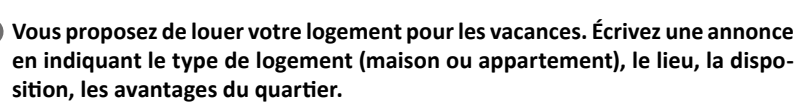 Vous proposez de louer votre logement pour les vacances. Écrivez une annonce
en indiquant le type de logement (maison ou appartement), le lieu, la dispo-
sition, les avantages du quartier.